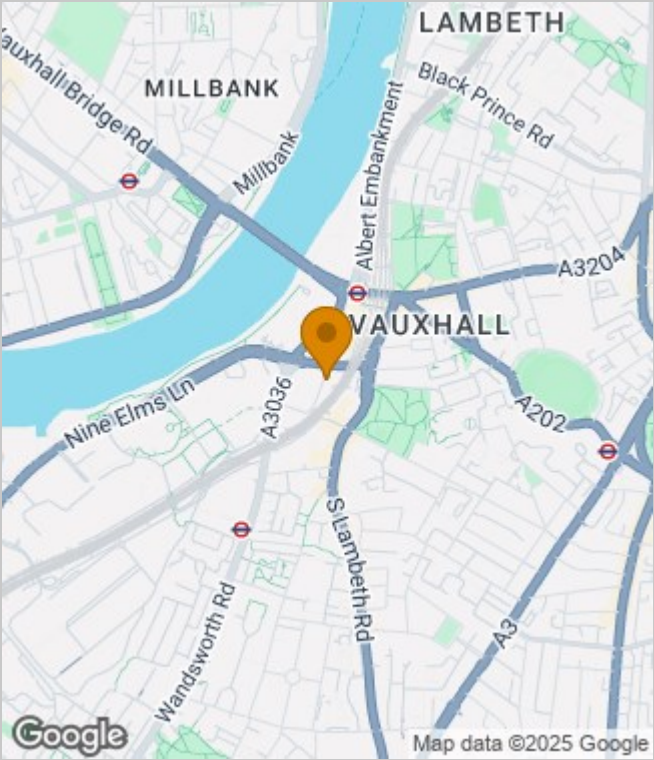 LAMBETH
Black Prince Rd
auxhall Bridge Rd
MILLBANK
Millbank
Albert Embankment
A3204
VAUXHALL
A3036
Nine Elms Ln
A202
S Lambeth Rd
A3
Wandsworth Rd
Google
Map data ©2025 Google